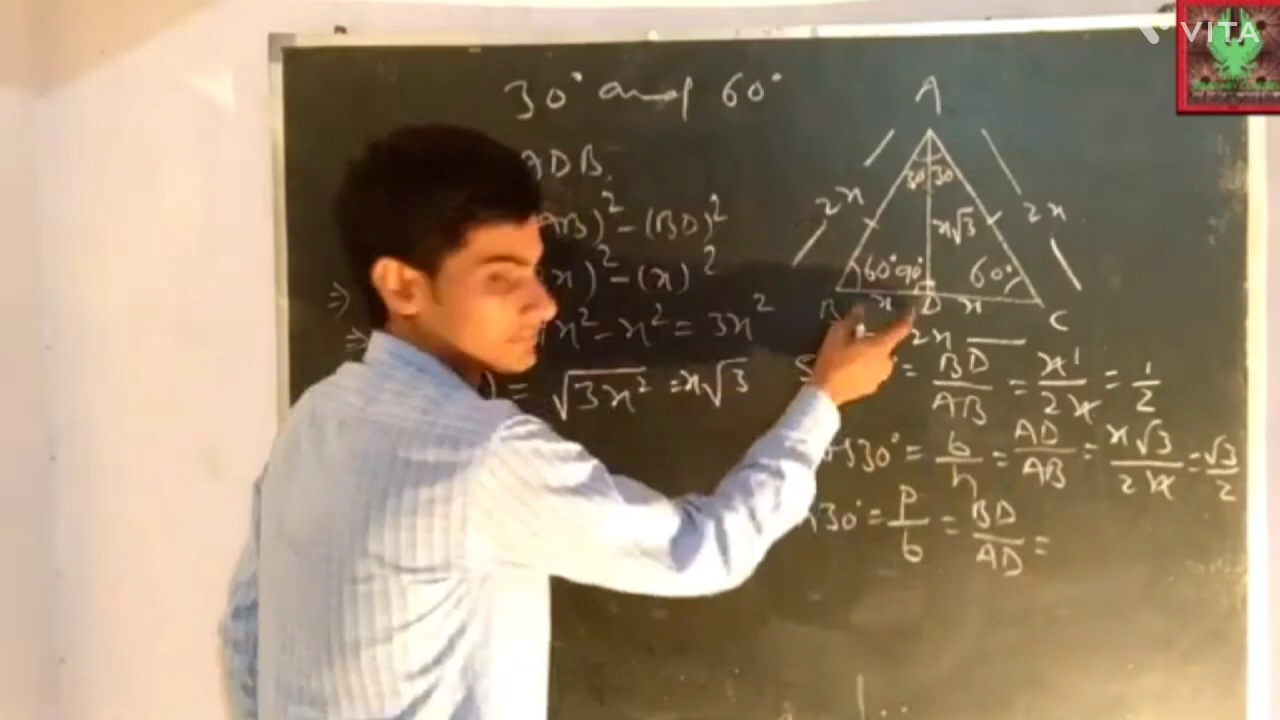 VITA
30° and 60°
A
ADB.
30 30
2x
2x
AB)² - (BD)²
x√3
⇒ x)² - (x)²
60° 90° 60°
B x D x C
⇒ x² - x² = 3x²
2x
= √3x² = x√3
= BD/AB = x1/2x = 1/2
os30° = b/h = AD/AB = x√3/2x = √3/2
30° = P/b = BD/AD =